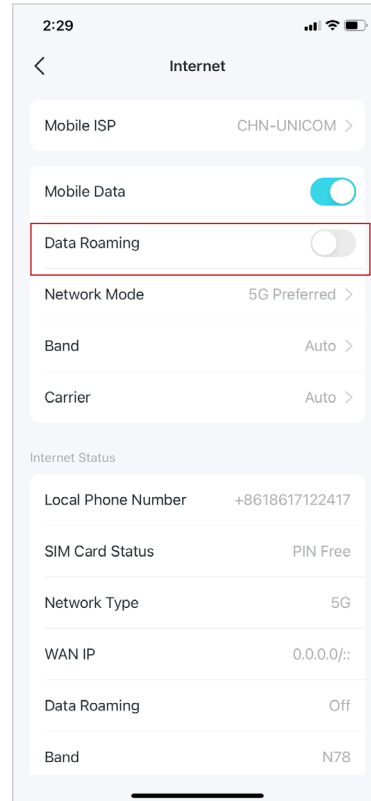 2:29
Internet
Mobile ISP CHN-UNICOM >
Mobile Data
Data Roaming
Network Mode 5G Preferred >
Band Auto >
Carrier Auto >
Internet Status
Local Phone Number +8618617122417
SIM Card Status PIN Free
Network Type 5G
WAN IP 0.0.0.0/::
Data Roaming Off
Band N78